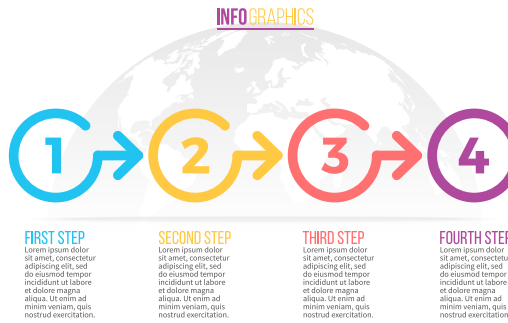 INFOGRAPHICS
1
2
3
4
FIRST STEP
Lorem ipsum dolor
sit amet, consectetur
adipiscing elit, sed
do eiusmod tempor
incididunt ut labore
et dolore magna
aliqua. Ut enim ad
minim veniam, quis
nostrud exercitation.
SECOND STEP
Lorem ipsum dolor
sit amet, consectetur
adipiscing elit, sed
do eiusmod tempor
incididunt ut labore
et dolore magna
aliqua. Ut enim ad
minim veniam, quis
nostrud exercitation.
THIRD STEP
Lorem ipsum dolor
sit amet, consectetur
adipiscing elit, sed
do eiusmod tempor
incididunt ut labore
et dolore magna
aliqua. Ut enim ad
minim veniam, quis
nostrud exercitation.
FOURTH STEP
Lorem ipsum dolor
sit amet, consectetur
adipiscing elit, sed
do eiusmod tempor
incididunt ut labore
et dolore magna
aliqua. Ut enim ad
minim veniam, quis
nostrud exercitation.